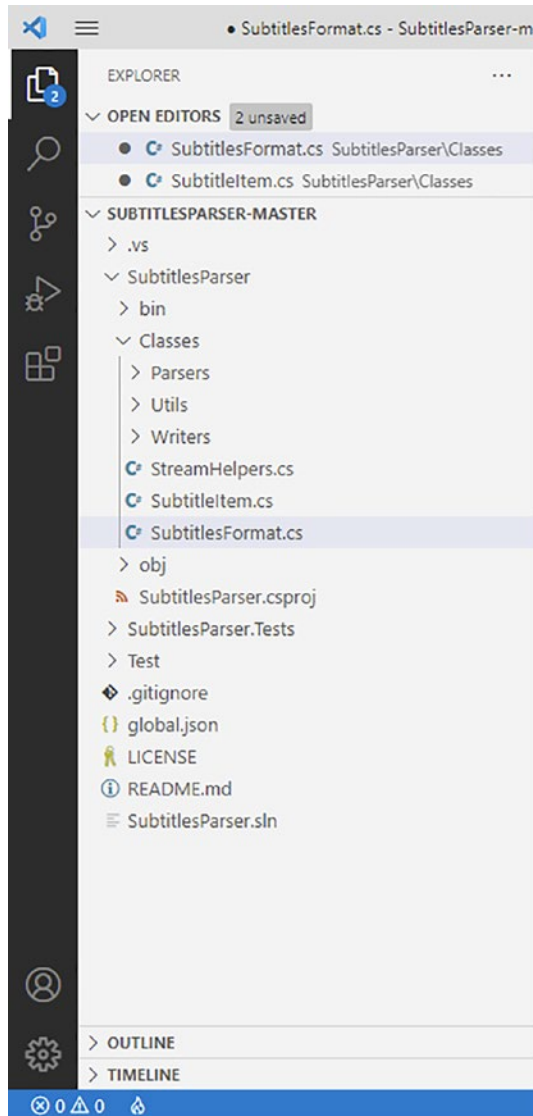 • SubtitlesFormat.cs - SubtitlesParser-m
EXPLORER ...
2
OPEN EDITORS 2 unsaved
C# SubtitlesFormat.cs SubtitlesParser\Classes
C# SubtitleItem.cs SubtitlesParser\Classes
SUBTITLESPARSER-MASTER
.vs
SubtitlesParser
bin
Classes
Parsers
Utils
Writers
C# StreamHelpers.cs
C# SubtitleItem.cs
C# SubtitlesFormat.cs
obj
SubtitlesParser.csproj
SubtitlesParser.Tests
Test
.gitignore
{} global.json
LICENSE
README.md
SubtitlesParser.sln
OUTLINE
TIMELINE
0 0